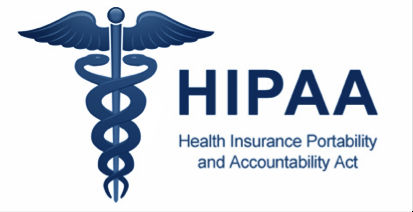 HIPAA
Health Insurance Portability
and Accountability Act